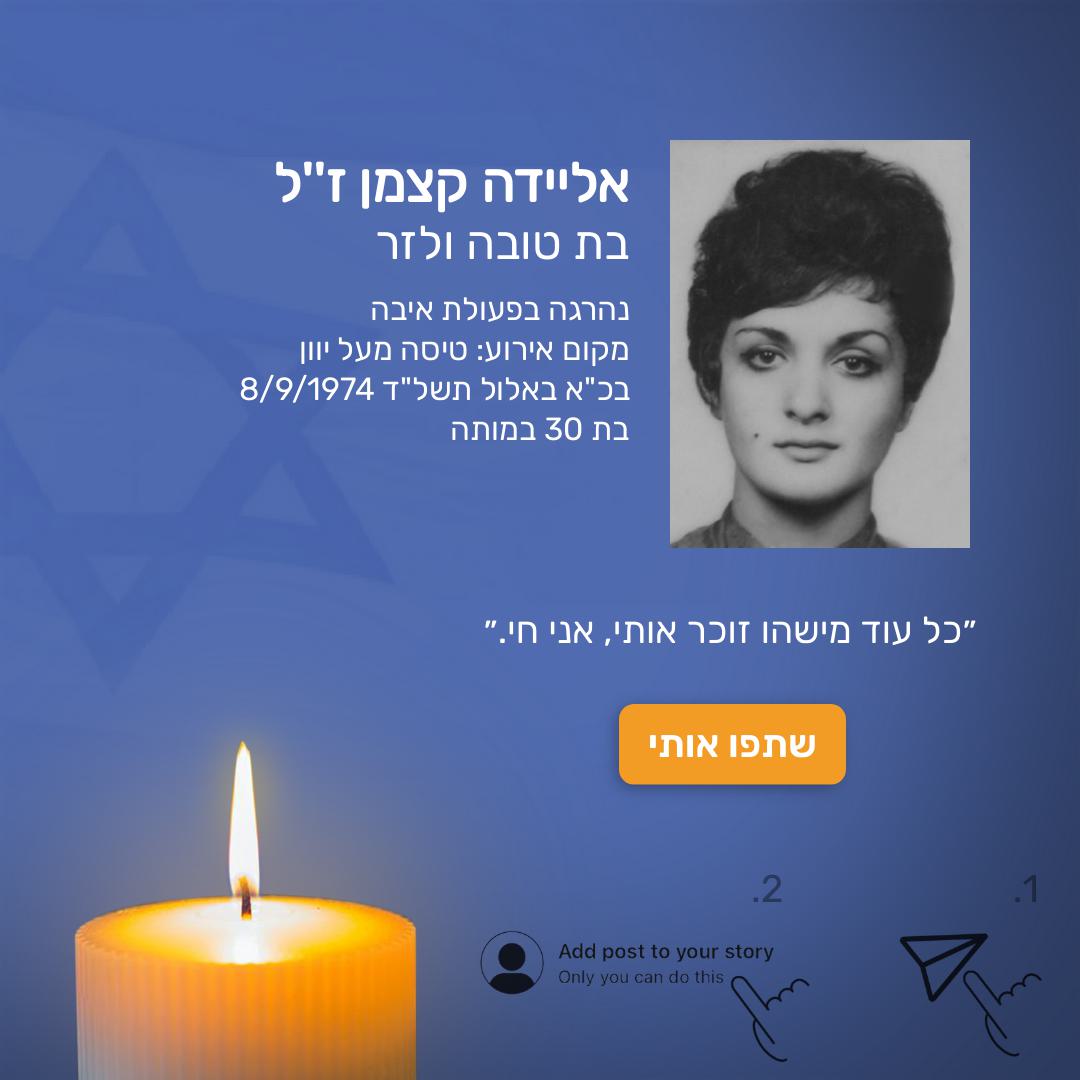 אליידה קצמן ז"ל
בת טובה ולזר
נהרגה בפעולת איבה
מקום אירוע: טיסה מעל יוון
בכ"א באלול תשל"ד 8/9/1974
בת 30 במותה
״כל עוד מישהו זוכר אותי, אני חי.״
שתפו אותי
1.
2.
Add post to your story
Only you can do this